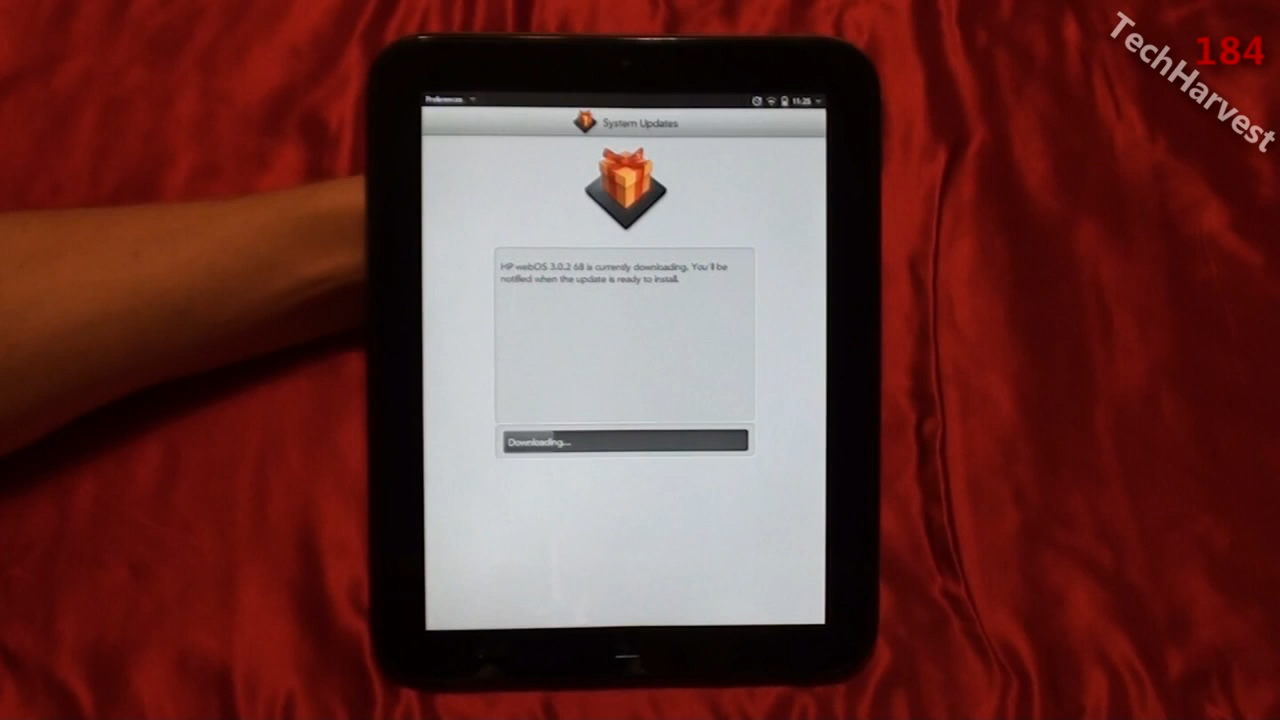 184
TechHarvest
Preferences
11:25
System Updates
HP webOS 3.0.2 68 is currently downloading. You'll be
notified when the update is ready to install.
Downloading...